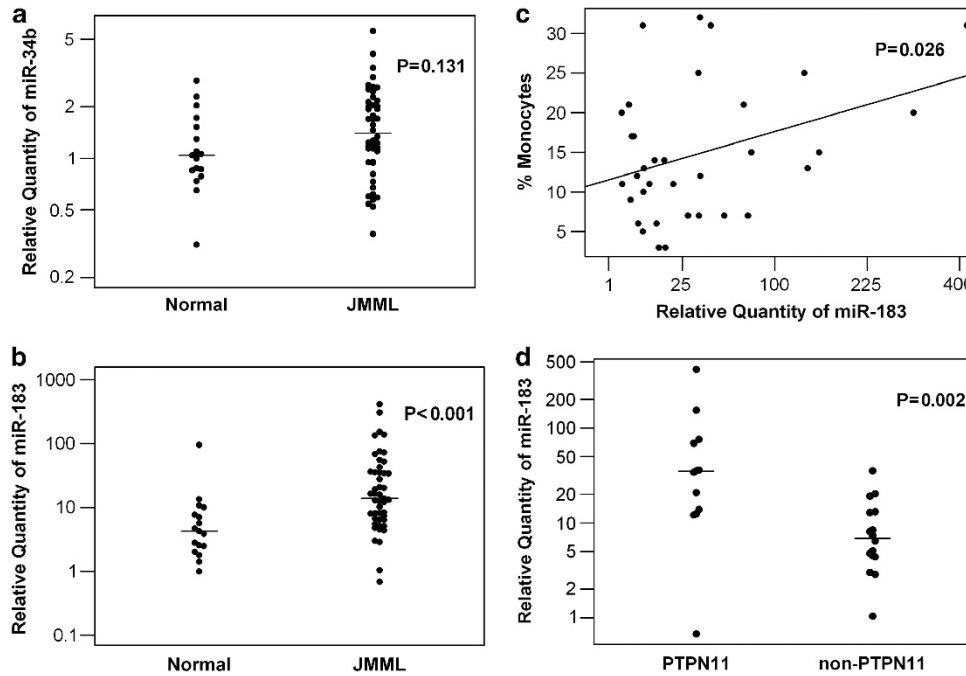 a
Relative Quantity of miR-34b
5
2
1
0.5
0.2
P=0.131
Normal JMML
c
% Monocytes
30
25
20
15
10
5
P=0.026
1 25 100 225 400
Relative Quantity of miR-183
b
Relative Quantity of miR-183
1000
100
10
1
0.1
P<0.001
Normal JMML
d
Relative Quantity of miR-183
500
200
100
50
20
10
5
2
1
P=0.002
PTPN11 non-PTPN11